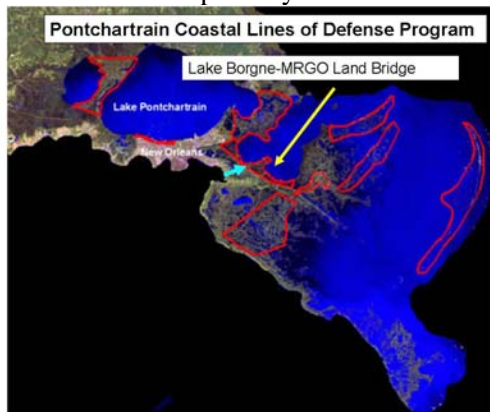 Pontchartrain Coastal Lines of Defense Program
Lake Borgne-MRGO Land Bridge
Lake Pontchartrain
New Orleans